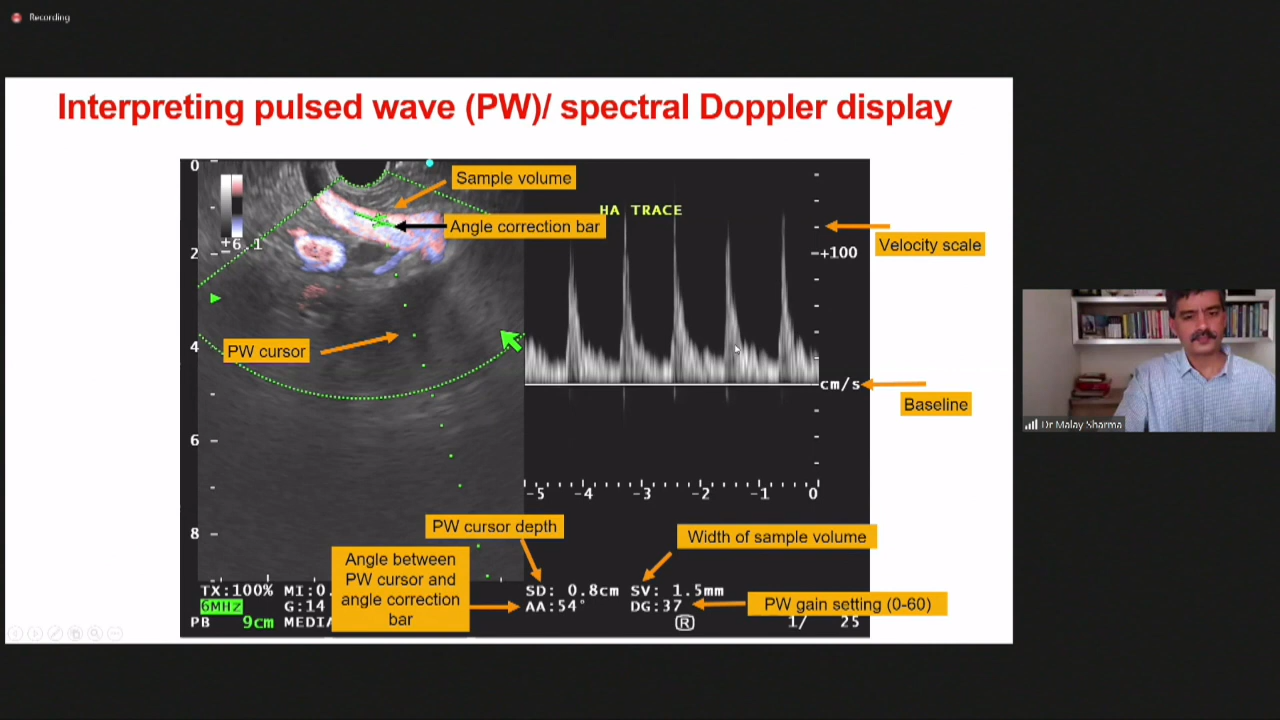 Recording
Interpreting pulsed wave (PW)/ spectral Doppler display
0
2
4
6
8
±6.1
Sample volume
Angle correction bar
PW cursor
HA TRACE
+100
Velocity scale
cm/s
Baseline
-5 -4 -3 -2 -1 0
PW cursor depth
Width of sample volume
Angle between
PW cursor and
angle correction
bar
TX:100% MI:0.
6MHz G:14
PB 9cm MEDIA
SD: 0.8cm SV: 1.5mm
AA:54° DG:37
PW gain setting (0-60)
R 1/ 25
Dr Malay Sharma